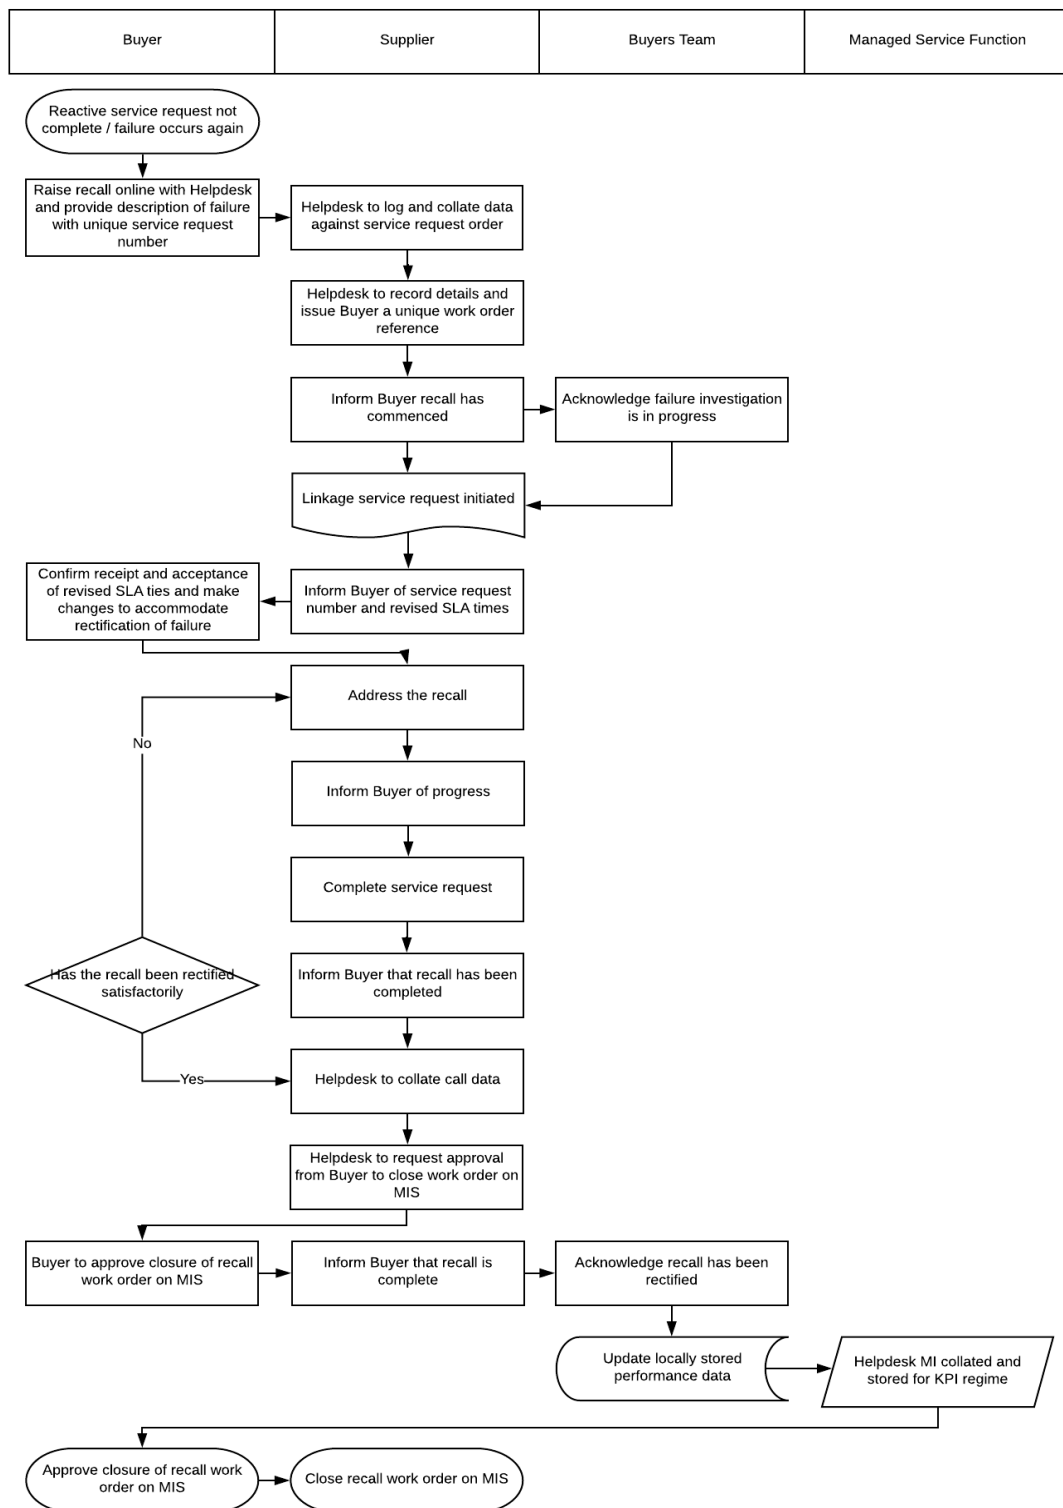 Buyer
Supplier
Buyers Team
Managed Service Function
Reactive service request not
complete / failure occurs again
Raise recall online with Helpdesk
and provide description of failure
with unique service request
number
Helpdesk to log and collate data
against service request order
Helpdesk to record details and
issue Buyer a unique work order
reference
Inform Buyer recall has
commenced
Acknowledge failure investigation
is in progress
Linkage service request initiated
Confirm receipt and acceptance
of revised SLA ties and make
changes to accommodate
rectification of failure
Inform Buyer of service request
number and revised SLA times
Address the recall
No
Inform Buyer of progress
Complete service request
Has the recall been rectified
satisfactorily
Inform Buyer that recall has been
completed
Yes
Helpdesk to collate call data
Helpdesk to request approval
from Buyer to close work order on
MIS
Buyer to approve closure of recall
work order on MIS
Inform Buyer that recall is
complete
Acknowledge recall has been
rectified
Update locally stored
performance data
Helpdesk MI collated and
stored for KPI regime
Approve closure of recall work
order on MIS
Close recall work order on MIS